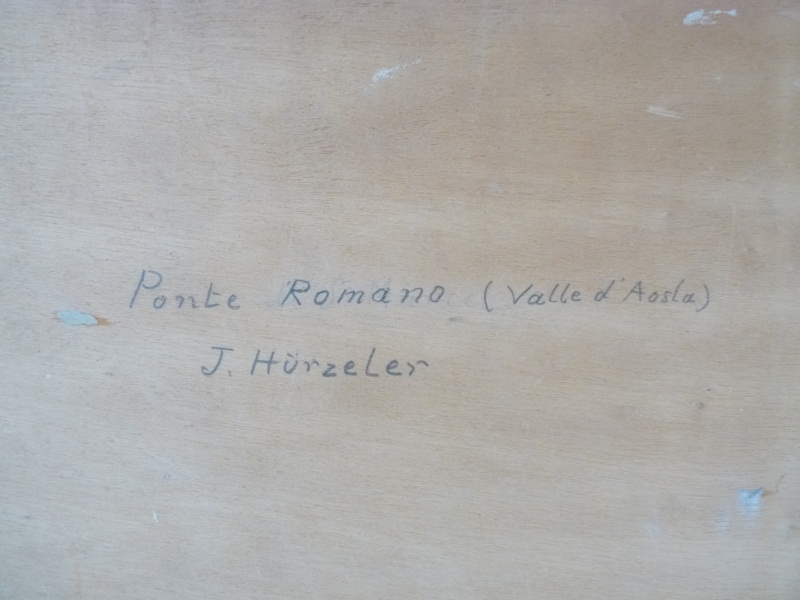 Ponte Romano (Valle d'Aosta)
J. Hürzeler